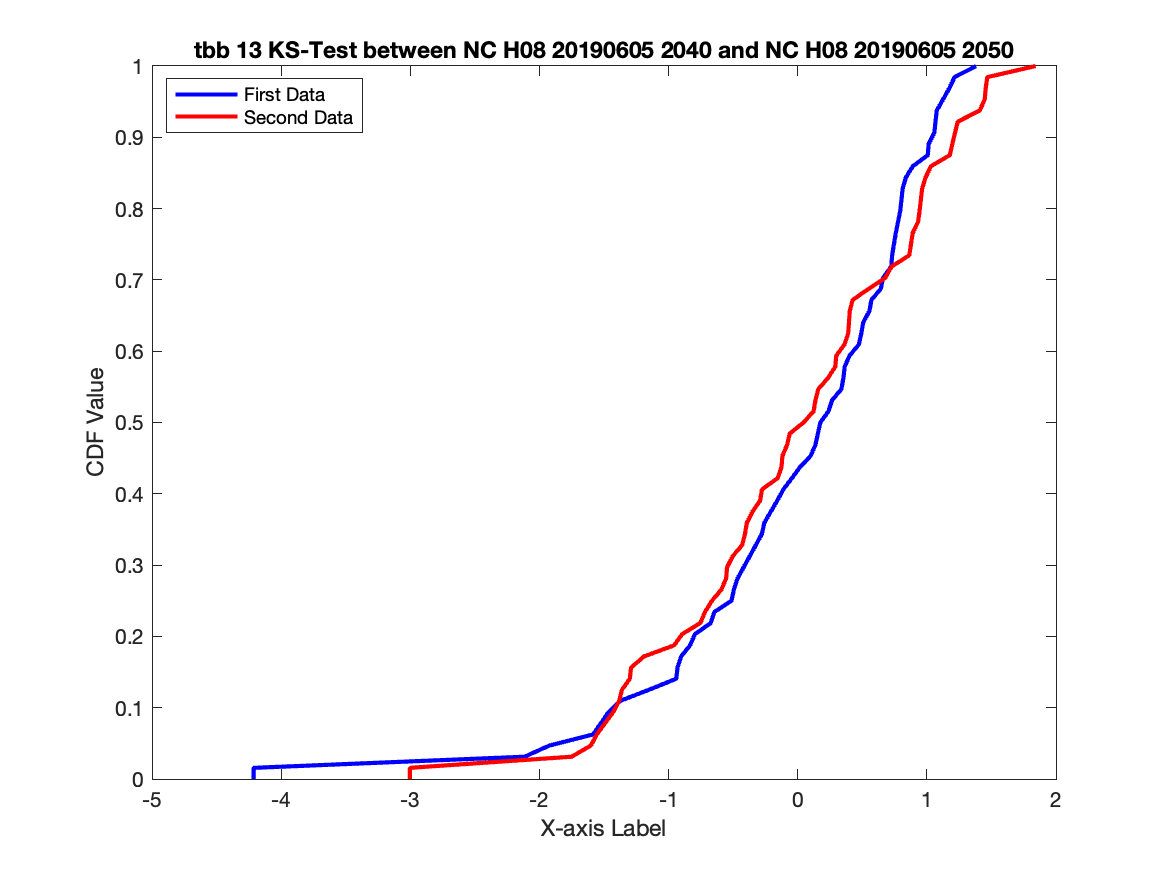 tbb 13 KS-Test between NC H08 20190605 2040 and NC H08 20190605 2050
First Data
Second Data
1
0.9
0.8
0.7
0.6
0.5
0.4
0.3
0.2
0.1
0
CDF Value
-5 -4 -3 -2 -1 0 1 2
X-axis Label